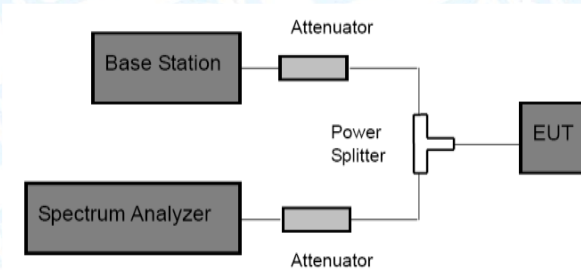 Attenuator
Base Station
Power
Splitter
EUT
Spectrum Analyzer
Attenuator